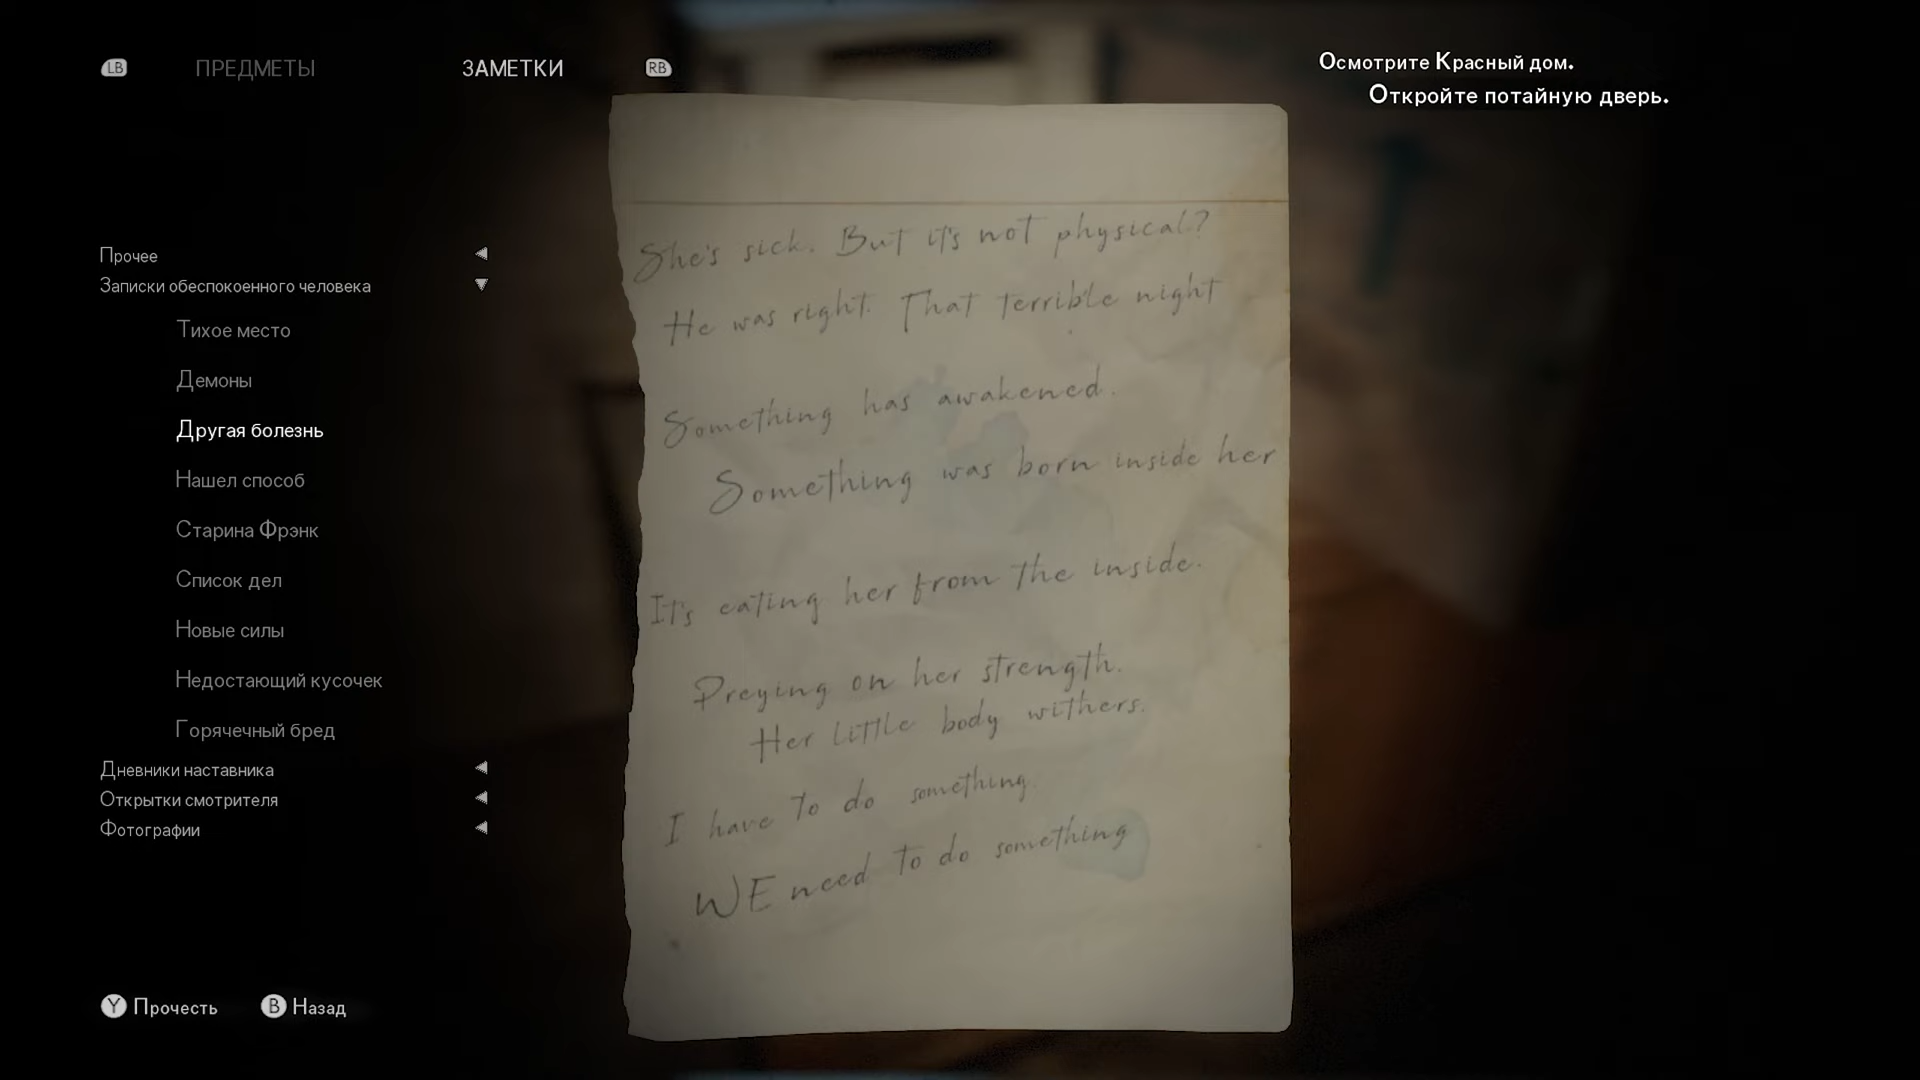 LB ПРЕДМЕТЫ ЗАМЕТКИ RB
Осмотрите Красный дом.
Откройте потайную дверь.
Прочее
Записки обеспокоенного человека
Тихое место
Демоны
Другая болезнь
Нашел способ
Старина Фрэнк
Список дел
Новые силы
Недостающий кусочек
Горячечный бред
Дневники наставника
Открытки смотрителя
Фотографии
Y Прочесть B Назад
She's sick. But it's not physical?
He was right. That terrible night
Something has awakened.
Something was born inside her
It's eating her from the inside.
Preying on her strength.
Her little body withers.
I have to do something.
WE need to do something